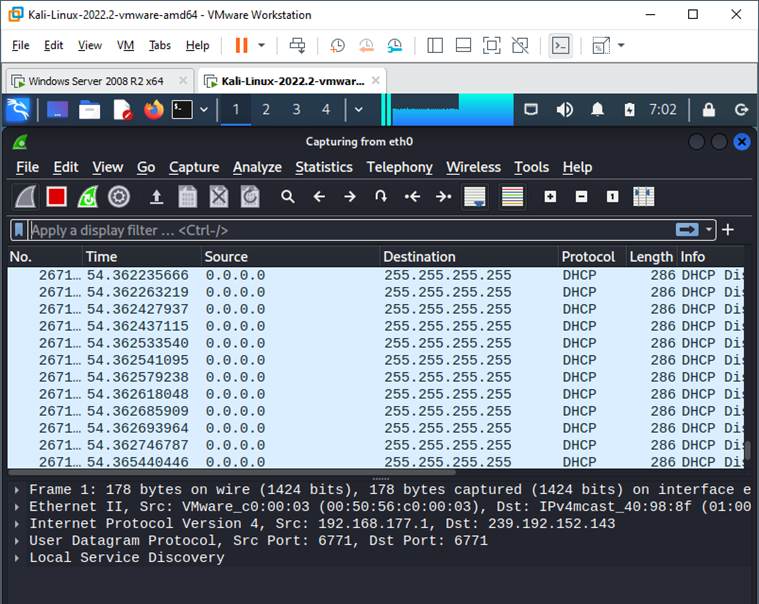 Kali-Linux-2022.2-vmware-amd64 - VMware Workstation
File Edit View VM Tabs Help
Windows Server 2008 R2 x64 Kali-Linux-2022.2-vmwar...
1 2 3 4 7:02
Capturing from eth0
File Edit View Go Capture Analyze Statistics Telephony Wireless Tools Help
Apply a display filter … <Ctrl-/>
No. Time Source Destination Protocol Length Info
2671… 54.362235666 0.0.0.0 255.255.255.255 DHCP 286 DHCP Dis
2671… 54.362263219 0.0.0.0 255.255.255.255 DHCP 286 DHCP Dis
2671… 54.362427937 0.0.0.0 255.255.255.255 DHCP 286 DHCP Dis
2671… 54.362437115 0.0.0.0 255.255.255.255 DHCP 286 DHCP Dis
2671… 54.362533540 0.0.0.0 255.255.255.255 DHCP 286 DHCP Dis
2671… 54.362541095 0.0.0.0 255.255.255.255 DHCP 286 DHCP Dis
2671… 54.362579238 0.0.0.0 255.255.255.255 DHCP 286 DHCP Dis
2671… 54.362618048 0.0.0.0 255.255.255.255 DHCP 286 DHCP Dis
2671… 54.362685909 0.0.0.0 255.255.255.255 DHCP 286 DHCP Dis
2671… 54.362693964 0.0.0.0 255.255.255.255 DHCP 286 DHCP Dis
2671… 54.362746787 0.0.0.0 255.255.255.255 DHCP 286 DHCP Dis
2671… 54.365440446 0.0.0.0 255.255.255.255 DHCP 286 DHCP Dis
Frame 1: 178 bytes on wire (1424 bits), 178 bytes captured (1424 bits) on interface e
Ethernet II, Src: VMware_c0:00:03 (00:50:56:c0:00:03), Dst: IPv4mcast_40:98:8f (01:00
Internet Protocol Version 4, Src: 192.168.177.1, Dst: 239.192.152.143
User Datagram Protocol, Src Port: 6771, Dst Port: 6771
Local Service Discovery